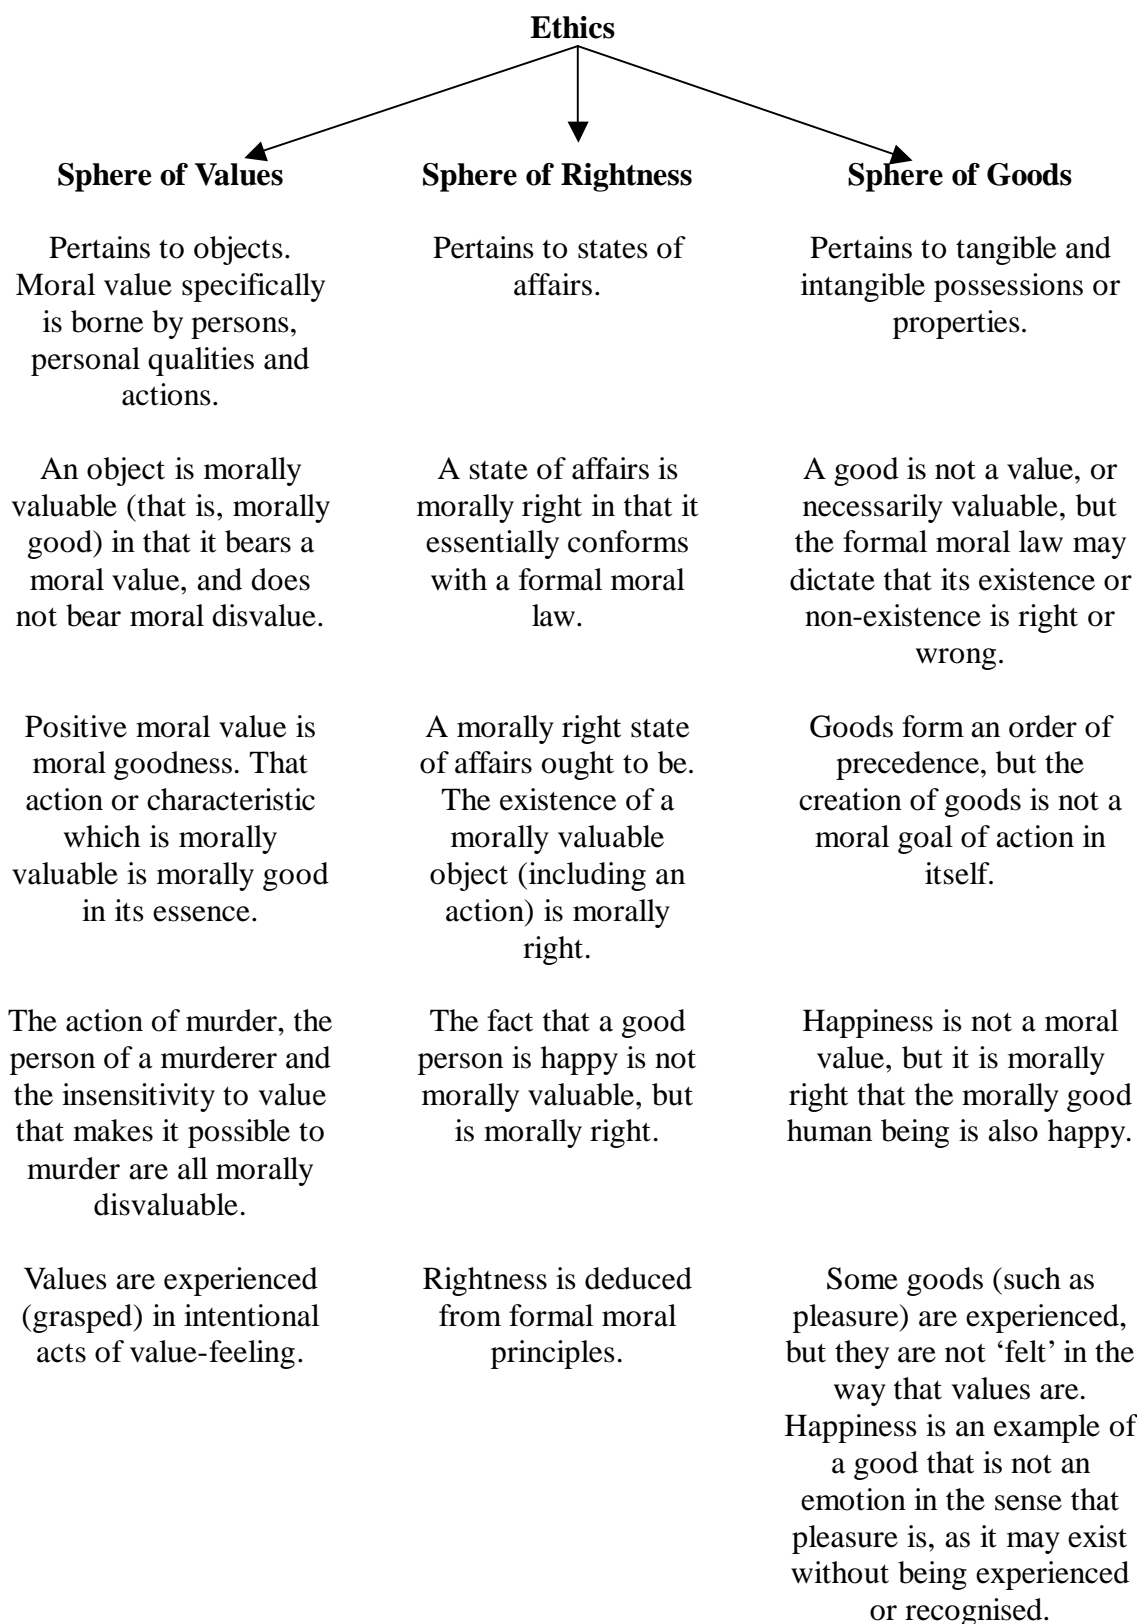 Ethics
Sphere of Values
Pertains to objects.
Moral value specifically
is borne by persons,
personal qualities and
actions.
An object is morally
valuable (that is, morally
good) in that it bears a
moral value, and does
not bear moral disvalue.
Positive moral value is
moral goodness. That
action or characteristic
which is morally
valuable is morally good
in its essence.
The action of murder, the
person of a murderer and
the insensitivity to value
that makes it possible to
murder are all morally
disvaluable.
Values are experienced
(grasped) in intentional
acts of value-feeling.
Sphere of Rightness
Pertains to states of
affairs.
A state of affairs is
morally right in that it
essentially conforms
with a formal moral
law.
A morally right state
of affairs ought to be.
The existence of a
morally valuable
object (including an
action) is morally
right.
The fact that a good
person is happy is not
morally valuable, but
is morally right.
Rightness is deduced
from formal moral
principles.
Sphere of Goods
Pertains to tangible and
intangible possessions or
properties.
A good is not a value, or
necessarily valuable, but
the formal moral law may
dictate that its existence or
non-existence is right or
wrong.
Goods form an order of
precedence, but the
creation of goods is not a
moral goal of action in
itself.
Happiness is not a moral
value, but it is morally
right that the morally good
human being is also happy.
Some goods (such as
pleasure) are experienced,
but they are not ‘felt’ in the
way that values are.
Happiness is an example of
a good that is not an
emotion in the sense that
pleasure is, as it may exist
without being experienced
or recognised.